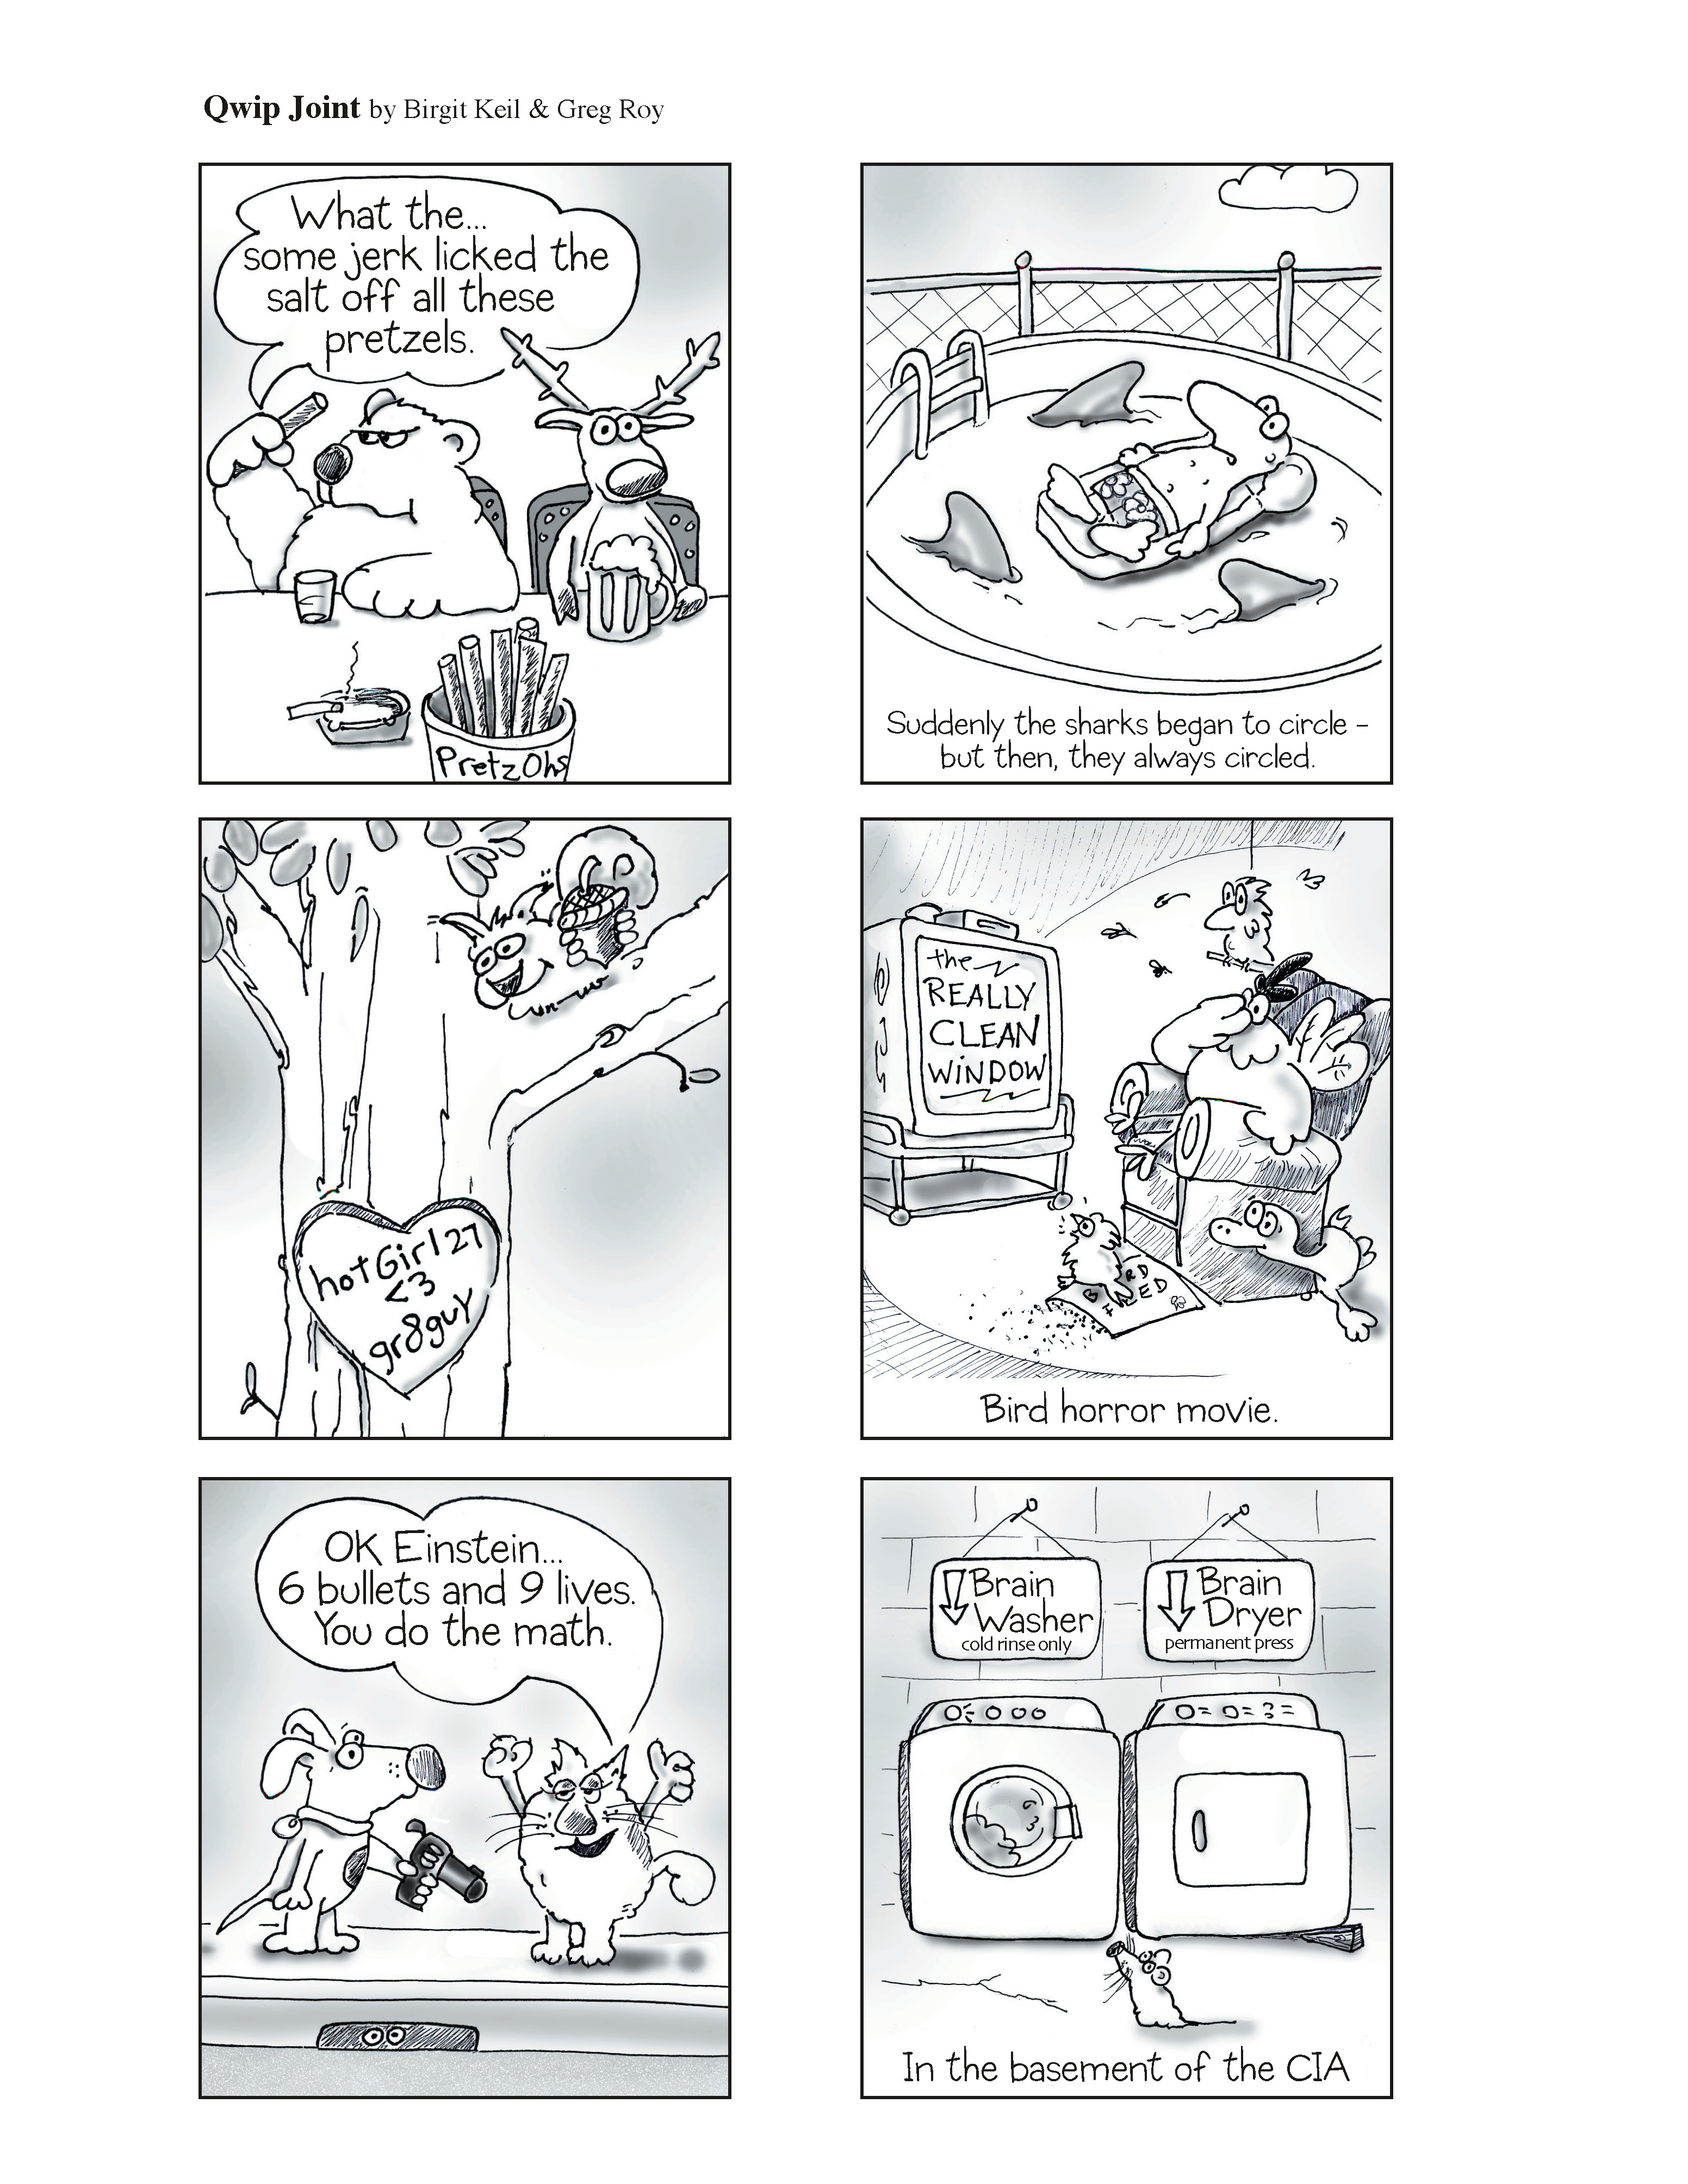 Qwip Joint by Birgit Keil & Greg Roy
What the...
some jerk licked the
salt off all these
pretzels.
PretzOhs
Suddenly the sharks began to circle –
but then, they always circled.
hotGirl27
<3
gr8guy
the
REALLY
CLEAN
WINDOW
Bird horror movie.
OK Einstein...
6 bullets and 9 lives.
You do the math.
Brain
Washer
cold rinse only
Brain
Dryer
permanent press
In the basement of the CIA